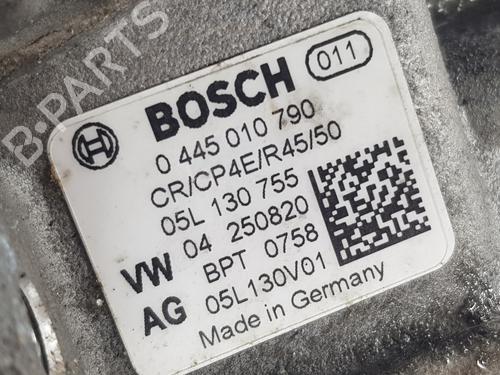 BOSCH 011
0 445 010 790
CR/CP4E/R45/50
05L 130 755
VW 04 250820
BPT 0758
AG 05L130V01
Made in Germany
B-PARTS